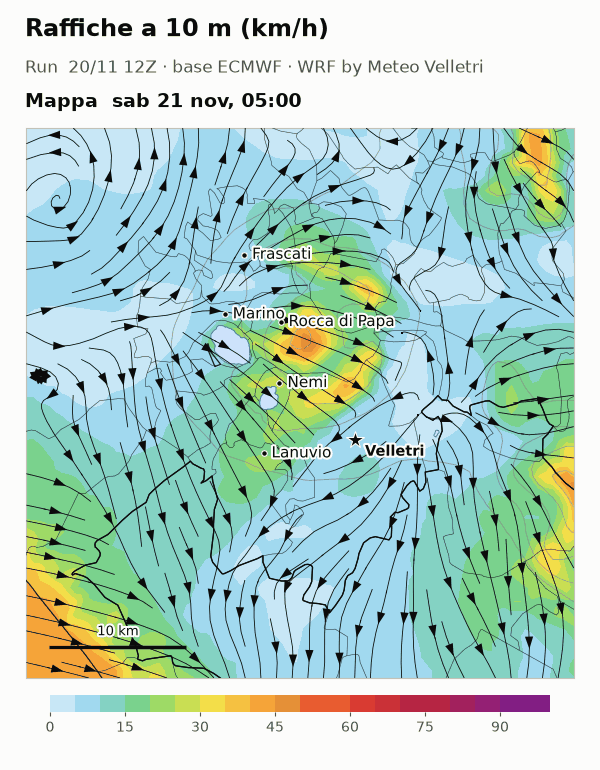 Raffiche a 10 m (km/h)
Run  20/11 12Z · base ECMWF · WRF by Meteo Velletri
Mappa  sab 21 nov, 05:00
Frascati
Marino
Rocca di Papa
Nemi
Velletri
Lanuvio
10 km
0 15 30 45 60 75 90